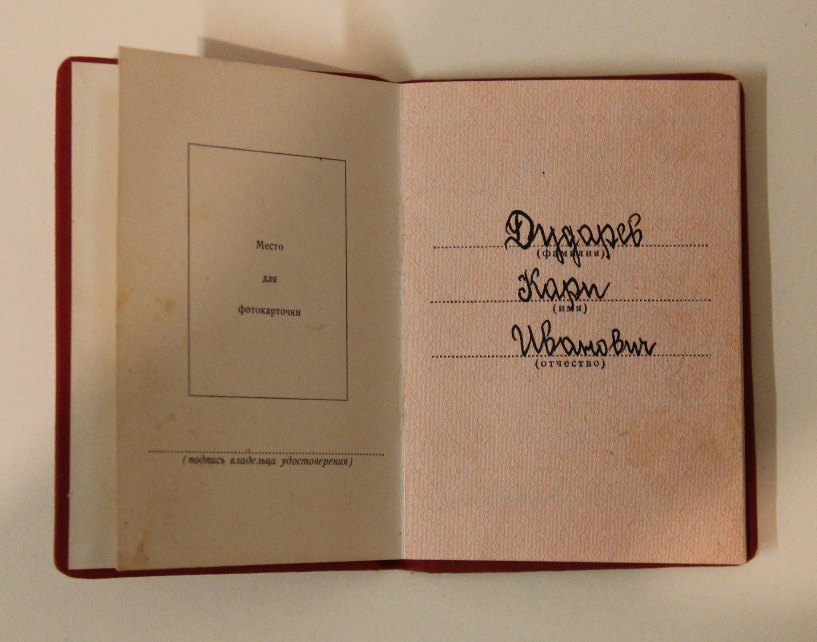 Место
для
фотокарточки
(подпись владельца удостоверения)
Дударев
(фамилия)
Карп
(имя)
Иванович
(отчество)